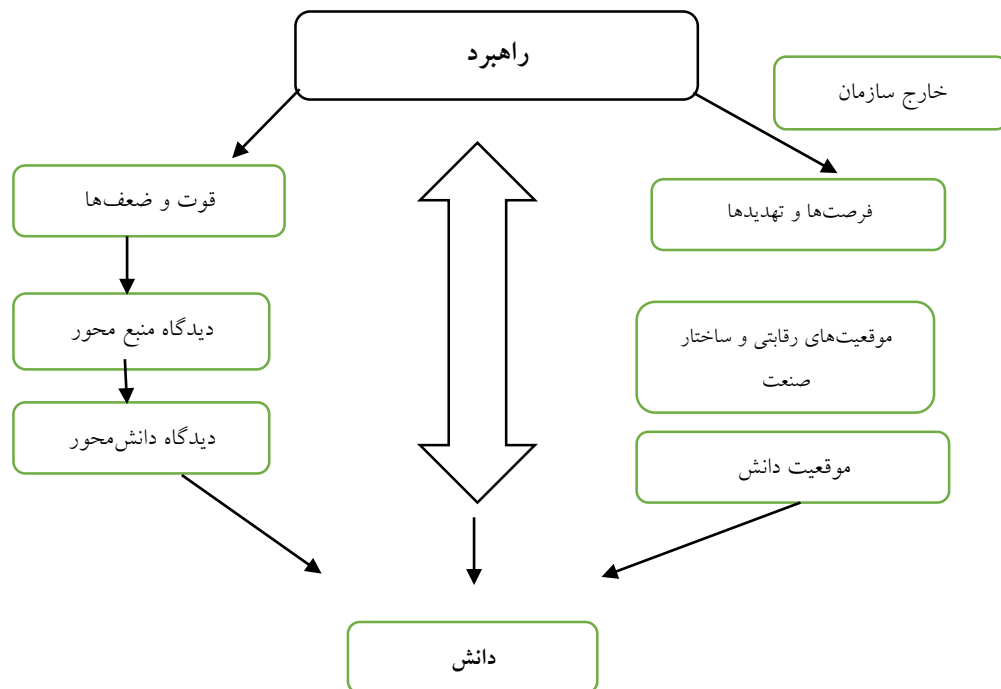 راهبرد
خارج سازمان
قوت و ضعف‌ها
فرصت‌ها و تهدیدها
دیدگاه منبع محور
موقعیت‌های رقابتی و ساختار
صنعت
دیدگاه دانش‌محور
موقعیت دانش
دانش